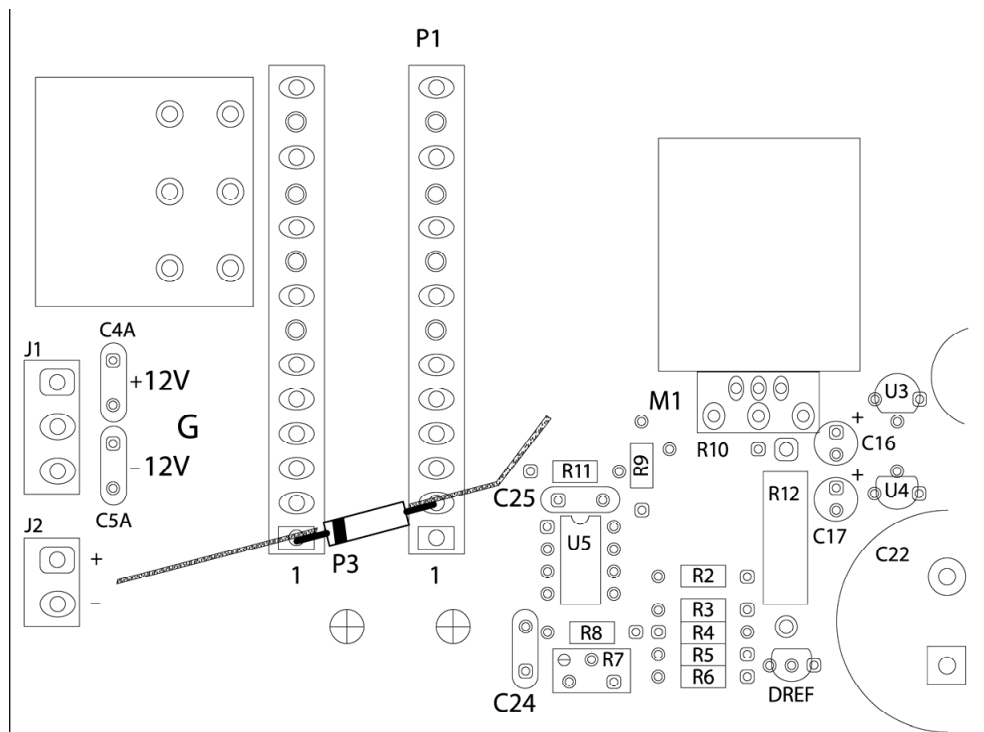 P1
C4A
J1
+12V
G
-12V
C5A
J2
+
-
1
P3
1
M1
U3
+
R10
C16
R9
R11
C25
R12
+
U4
C17
U5
C22
R2
R3
R8
R4
R7
R5
R6
C24
DREF